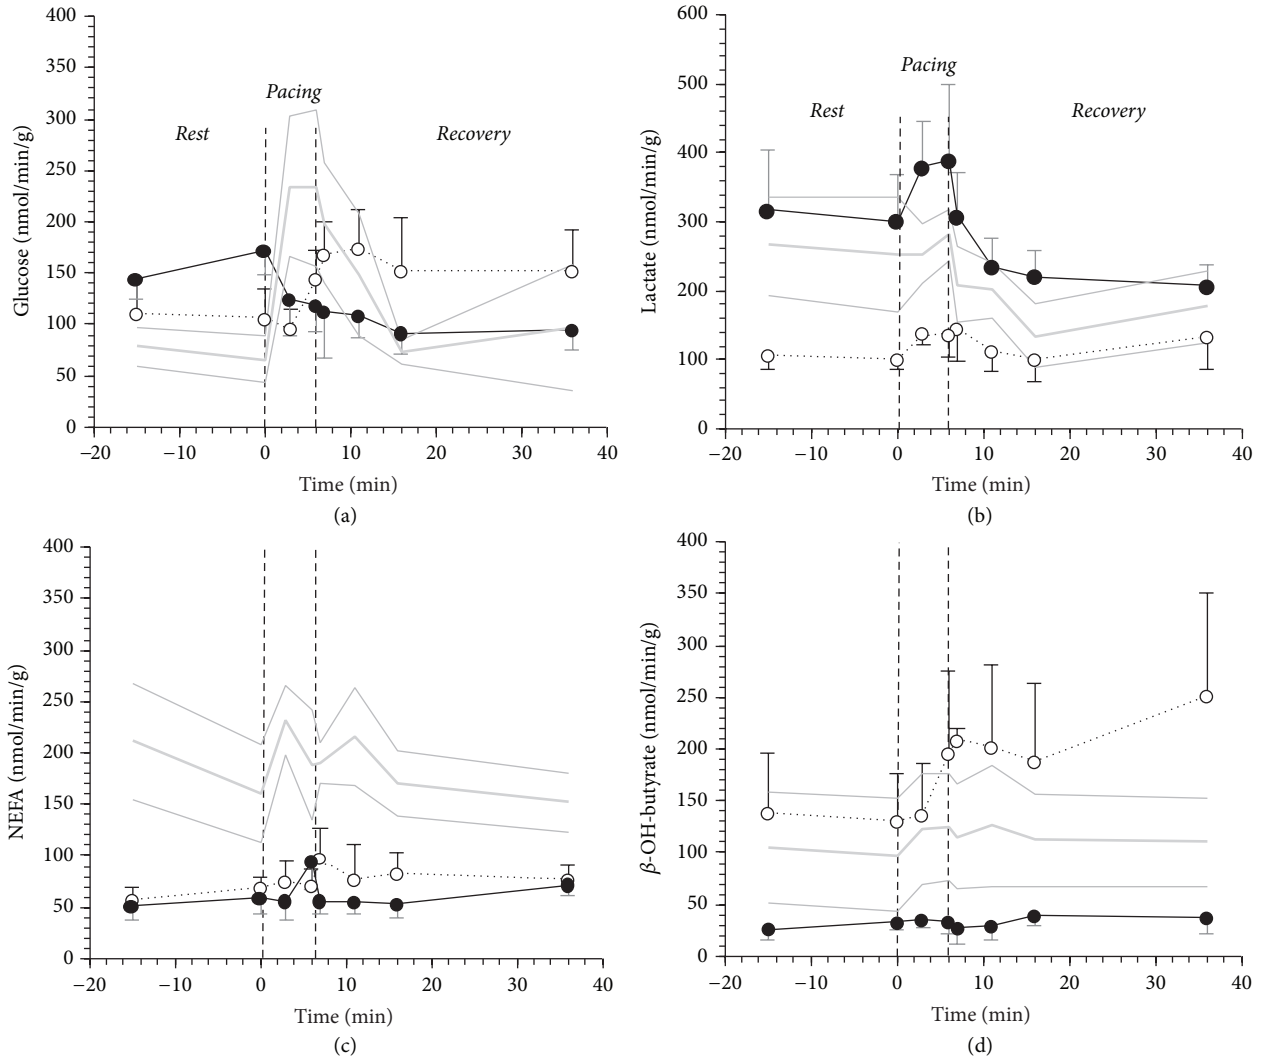 400
350
300
250
200
150
100
50
0
Glucose (nmol/min/g)
Pacing
Rest
Recovery
−20 −10 0 10 20 30 40
Time (min)
(a)
600
500
400
300
200
100
0
Lactate (nmol/min/g)
Pacing
Rest
Recovery
−20 −10 0 10 20 30 40
Time (min)
(b)
400
350
300
250
200
150
100
50
0
NEFA (nmol/min/g)
−20 −10 0 10 20 30 40
Time (min)
(c)
400
350
300
250
200
150
100
50
0
β-OH-butyrate (nmol/min/g)
−20 −10 0 10 20 30 40
Time (min)
(d)